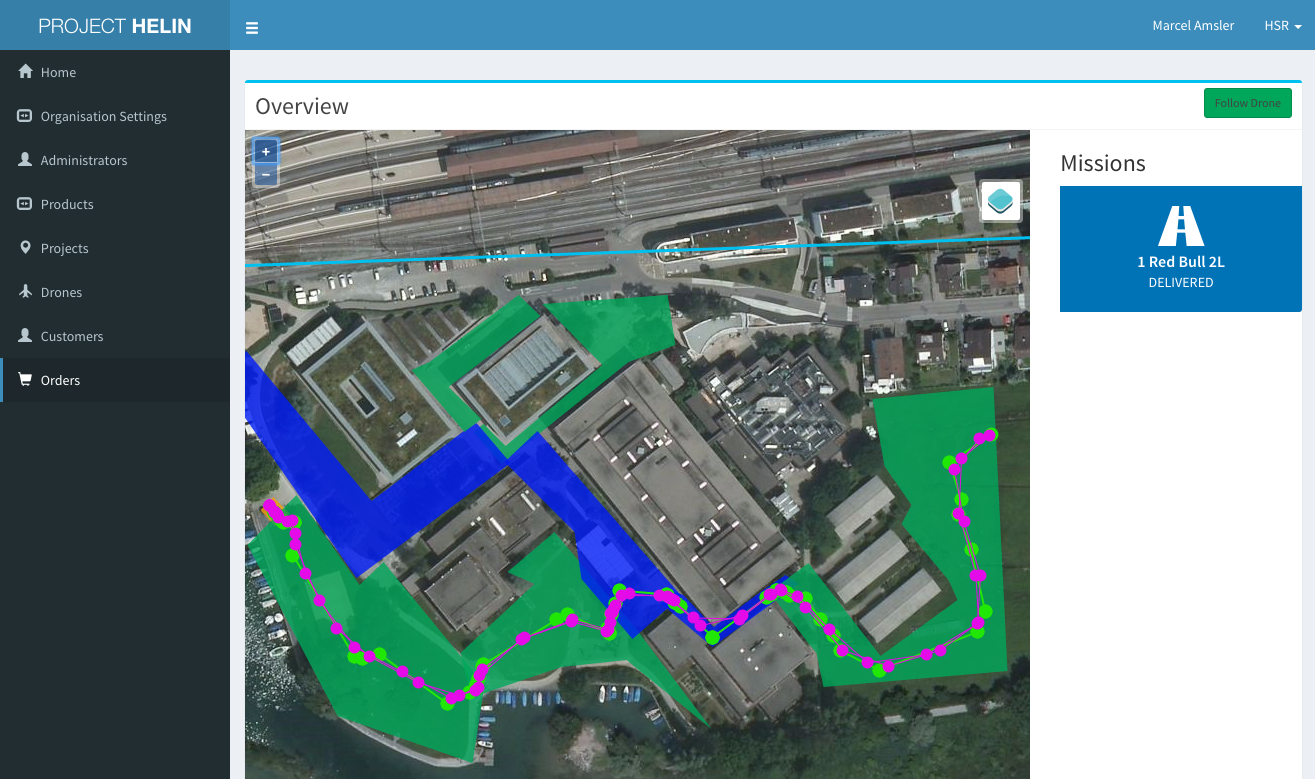 PROJECT HELIN
Marcel Amsler
HSR
Home
Organisation Settings
Administrators
Products
Projects
Drones
Customers
Orders
Overview
Follow Drone
+
−
Missions
1 Red Bull 2L
DELIVERED